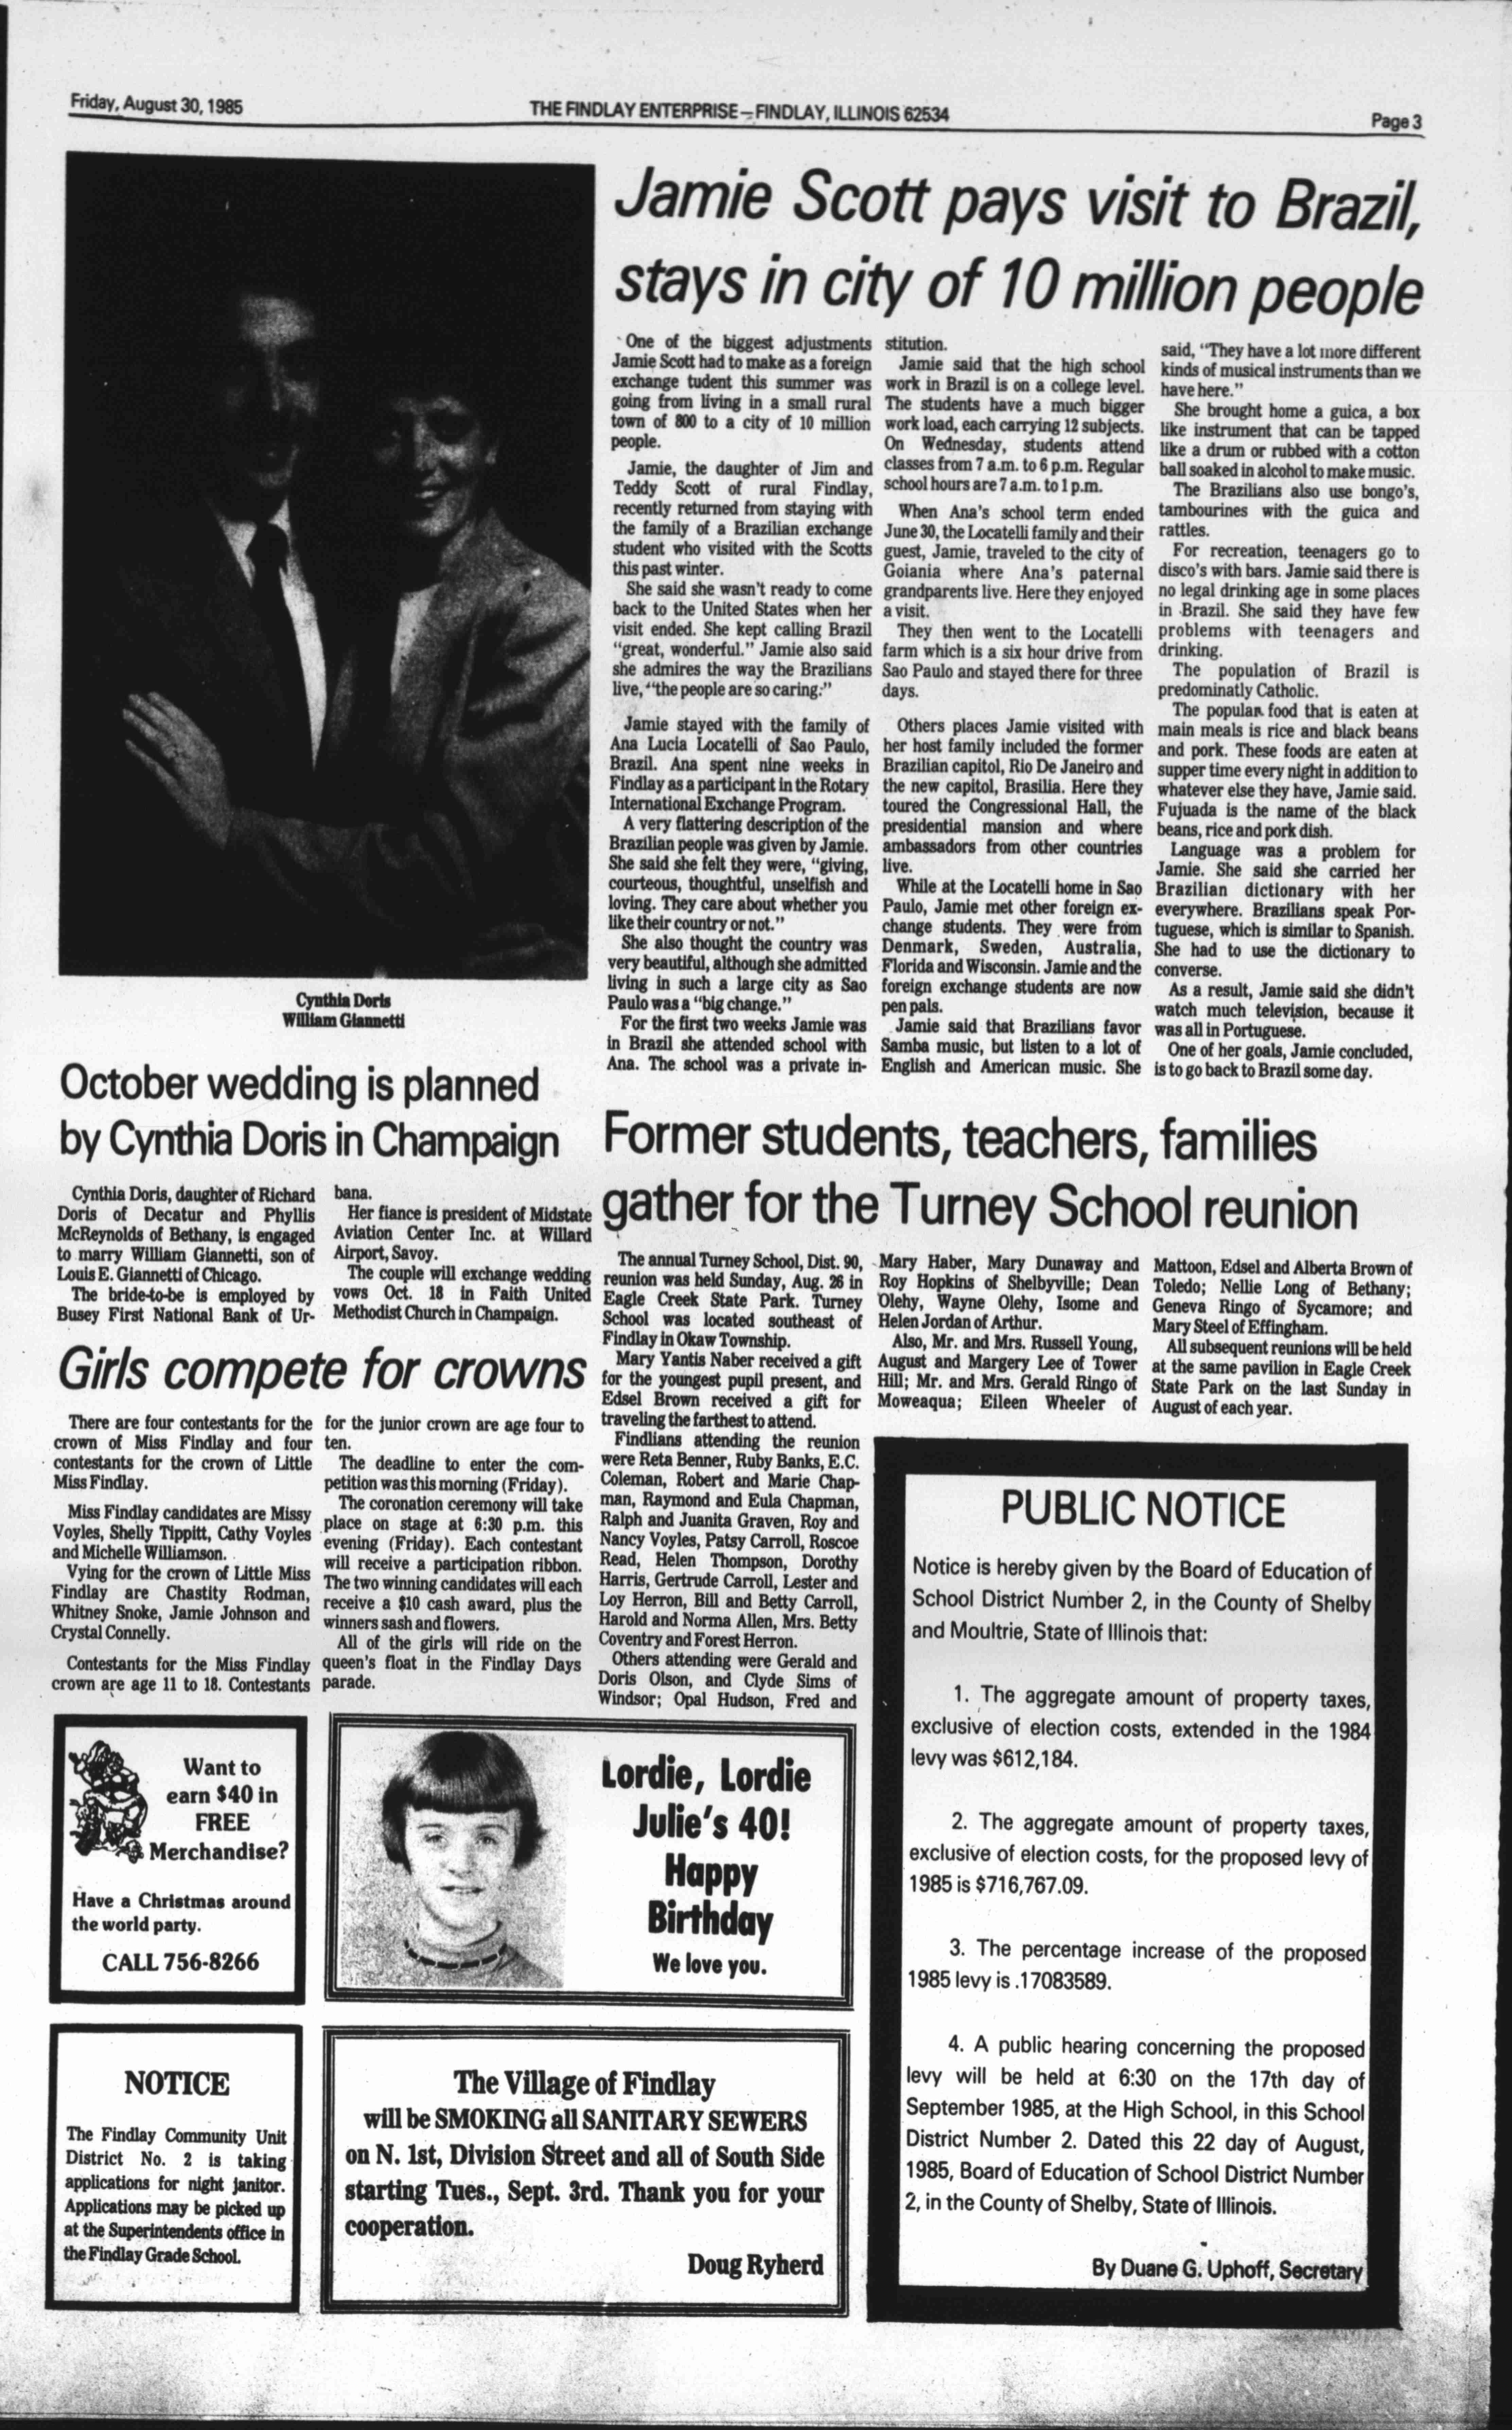 Friday, August 30, 1985
THE FINDLAY ENTERPRISE—FINDLAY, ILLINOIS 62534
Page 3
Jamie Scott pays visit to Brazil,
stays in city of 10 million people
One of the biggest adjustments
Jamie Scott had to make as a foreign
exchange tudent this summer was
going from living in a small rural
town of 800 to a city of 10 million
people.
Jamie, the daughter of Jim and
Teddy Scott of rural Findlay,
recently returned from staying with
the family of a Brazilian exchange
student who visited with the Scotts
this past winter.
She said she wasn't ready to come
back to the United States when her
visit ended. She kept calling Brazil
"great, wonderful." Jamie also said
she admires the way the Brazilians
live, "the people are so caring."
Jamie stayed with the family of
Ana Lucia Locatelli of Sao Paulo,
Brazil. Ana spent nine weeks in
Findlay as a participant in the Rotary
International Exchange Program.
A very flattering description of the
Brazilian people was given by Jamie.
She said she felt they were, "giving,
courteous, thoughtful, unselfish and
loving. They care about whether you
like their country or not."
She also thought the country was
very beautiful, although she admitted
living in such a large city as Sao
Paulo was a "big change."
For the first two weeks Jamie was
in Brazil she attended school with
Ana. The school was a private in-
stitution.
Jamie said that the high school
work in Brazil is on a college level.
The students have a much bigger
work load, each carrying 12 subjects.
On Wednesday, students attend
classes from 7 a.m. to 6 p.m. Regular
school hours are 7 a.m. to 1 p.m.
When Ana's school term ended
June 30, the Locatelli family and their
guest, Jamie, traveled to the city of
Goiania where Ana's paternal
grandparents live. Here they enjoyed
a visit.
They then went to the Locatelli
farm which is a six hour drive from
Sao Paulo and stayed there for three
days.
Others places Jamie visited with
her host family included the former
Brazilian capitol, Rio De Janeiro and
the new capitol, Brasilia. Here they
toured the Congressional Hall, the
presidential mansion and where
ambassadors from other countries
live.
While at the Locatelli home in Sao
Paulo, Jamie met other foreign ex-
change students. They were from
Denmark, Sweden, Australia,
Florida and Wisconsin. Jamie and the
foreign exchange students are now
pen pals.
Jamie said that Brazilians favor
Samba music, but listen to a lot of
English and American music. She
said, "They have a lot more different
kinds of musical instruments than we
have here."
She brought home a guica, a box
like instrument that can be tapped
like a drum or rubbed with a cotton
ball soaked in alcohol to make music.
The Brazilians also use bongo's,
tambourines with the guica and
rattles.
For recreation, teenagers go to
disco's with bars. Jamie said there is
no legal drinking age in some places
in Brazil. She said they have few
problems with teenagers and
drinking.
The population of Brazil is
predominatly Catholic.
The popular food that is eaten at
main meals is rice and black beans
and pork. These foods are eaten at
supper time every night in addition to
whatever else they have, Jamie said.
Fujuada is the name of the black
beans, rice and pork dish.
Language was a problem for
Jamie. She said she carried her
Brazilian dictionary with her
everywhere. Brazilians speak Por-
tuguese, which is similar to Spanish.
She had to use the dictionary to
converse.
As a result, Jamie said she didn't
watch much television, because it
was all in Portuguese.
One of her goals, Jamie concluded,
is to go back to Brazil some day.
Cynthia Doris
William Giannetti
October wedding is planned
by Cynthia Doris in Champaign
Cynthia Doris, daughter of Richard
Doris of Decatur and Phyllis
McReynolds of Bethany, is engaged
to marry William Giannetti, son of
Louis E. Giannetti of Chicago.
The bride-to-be is employed by
Busey First National Bank of Ur-
bana.
Her fiance is president of Midstate
Aviation Center Inc. at Willard
Airport, Savoy.
The couple will exchange wedding
vows Oct. 18 in Faith United
Methodist Church in Champaign.
Girls compete for crowns
There are four contestants for the
crown of Miss Findlay and four
contestants for the crown of Little
Miss Findlay.
Miss Findlay candidates are Missy
Voyles, Shelly Tippitt, Cathy Voyles
and Michelle Williamson.
Vying for the crown of Little Miss
Findlay are Chastity Rodman,
Whitney Snoke, Jamie Johnson and
Crystal Connelly.
Contestants for the Miss Findlay
crown are age 11 to 18. Contestants
for the junior crown are age four to
ten.
The deadline to enter the com-
petition was this morning (Friday).
The coronation ceremony will take
place on stage at 6:30 p.m. this
evening (Friday). Each contestant
will receive a participation ribbon.
The two winning candidates will each
receive a $10 cash award, plus the
winners sash and flowers.
All of the girls will ride on the
queen's float in the Findlay Days
parade.
Former students, teachers, families
gather for the Turney School reunion
The annual Turney School, Dist. 90,
reunion was held Sunday, Aug. 26 in
Eagle Creek State Park. Turney
School was located southeast of
Findlay in Okaw Township.
Mary Yantis Naber received a gift
for the youngest pupil present, and
Edsel Brown received a gift for
traveling the farthest to attend.
Findlians attending the reunion
were Reta Benner, Ruby Banks, E.C.
Coleman, Robert and Marie Chap-
man, Raymond and Eula Chapman,
Ralph and Juanita Graven, Roy and
Nancy Voyles, Patsy Carroll, Roscoe
Read, Helen Thompson, Dorothy
Harris, Gertrude Carroll, Lester and
Loy Herron, Bill and Betty Carroll,
Harold and Norma Allen, Mrs. Betty
Coventry and Forest Herron.
Others attending were Gerald and
Doris Olson, and Clyde Sims of
Windsor; Opal Hudson, Fred and
Mary Haber, Mary Dunaway and
Roy Hopkins of Shelbyville; Dean
Olehy, Wayne Olehy, Isome and
Helen Jordan of Arthur.
Also, Mr. and Mrs. Russell Young,
August and Margery Lee of Tower
Hill; Mr. and Mrs. Gerald Ringo of
Moweaqua; Eileen Wheeler of
Mattoon, Edsel and Alberta Brown of
Toledo; Nellie Long of Bethany;
Geneva Ringo of Sycamore; and
Mary Steel of Effingham.
All subsequent reunions will be held
at the same pavilion in Eagle Creek
State Park on the last Sunday in
August of each year.
Want to
earn $40 in
FREE
Merchandise?
Have a Christmas around
the world party.
CALL 756-8266
Lordie, Lordie
Julie's 40!
Happy
Birthday
We love you.
NOTICE
The Findlay Community Unit
District No. 2 is taking
applications for night janitor.
Applications may be picked up
at the Superintendents office in
the Findlay Grade School.
The Village of Findlay
will be SMOKING all SANITARY SEWERS
on N. 1st, Division Street and all of South Side
starting Tues., Sept. 3rd. Thank you for your
cooperation.
Doug Ryherd
PUBLIC NOTICE
Notice is hereby given by the Board of Education of
School District Number 2, in the County of Shelby
and Moultrie, State of Illinois that:
1. The aggregate amount of property taxes,
exclusive of election costs, extended in the 1984
levy was $612,184.
2. The aggregate amount of property taxes,
exclusive of election costs, for the proposed levy of
1985 is $716,767.09.
3. The percentage increase of the proposed
1985 levy is .17083589.
4. A public hearing concerning the proposed
levy will be held at 6:30 on the 17th day of
September 1985, at the High School, in this School
District Number 2. Dated this 22 day of August,
1985, Board of Education of School District Number
2, in the County of Shelby, State of Illinois.
By Duane G. Uphoff, Secretary